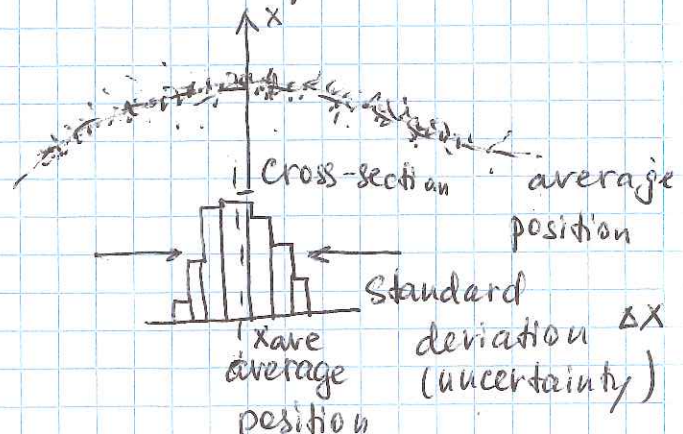 x
Cross-section
average
position
Standard
deviation Δx
(uncertainty)
xave
average
position